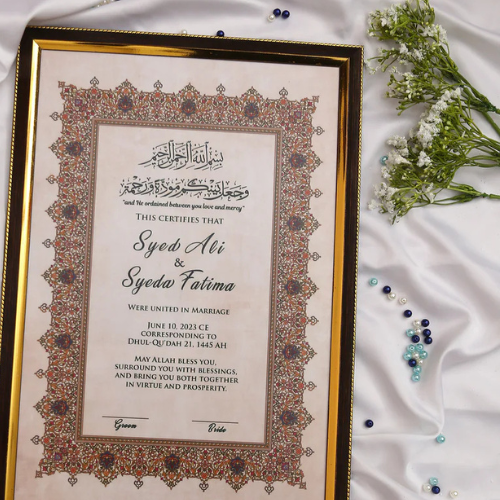 بسم الله الرحمن الرحيم
وجعل بينكم مودة ورحمة
"and He ordained between you love and mercy"
THIS CERTIFIES THAT
Syed Ali
&
Syeda Fatima
WERE UNITED IN MARRIAGE
JUNE 10, 2023 CE
CORRESPONDING TO
DHUL-QU'DAH 21, 1445 AH
MAY ALLAH BLESS YOU,
SURROUND YOU WITH BLESSINGS,
AND BRING YOU BOTH TOGETHER
IN VIRTUE AND PROSPERITY.
Groom Bride